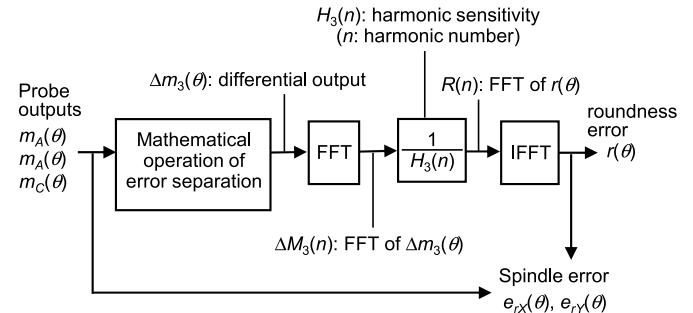 H3(n): harmonic sensitivity
(n: harmonic number)
Δm3(θ): differential output
R(n): FFT of r(θ)
Probe
outputs
mA(θ)
mA(θ)
mC(θ)
Mathematical
operation of
error separation
FFT
1
H3(n)
IFFT
roundness
error
r(θ)
ΔM3(n): FFT of Δm3(θ)
Spindle error
erX(θ), erY(θ)